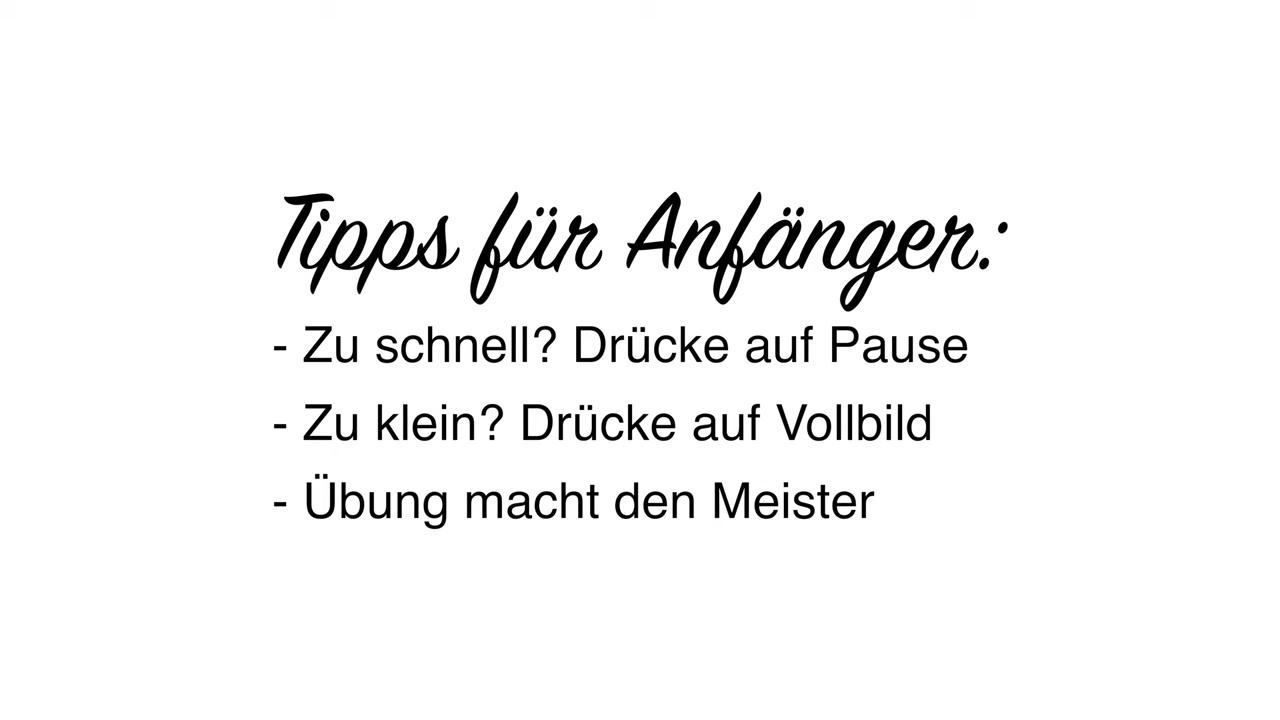 Tipps für Anfänger:
- Zu schnell? Drücke auf Pause
- Zu klein? Drücke auf Vollbild
- Übung macht den Meister